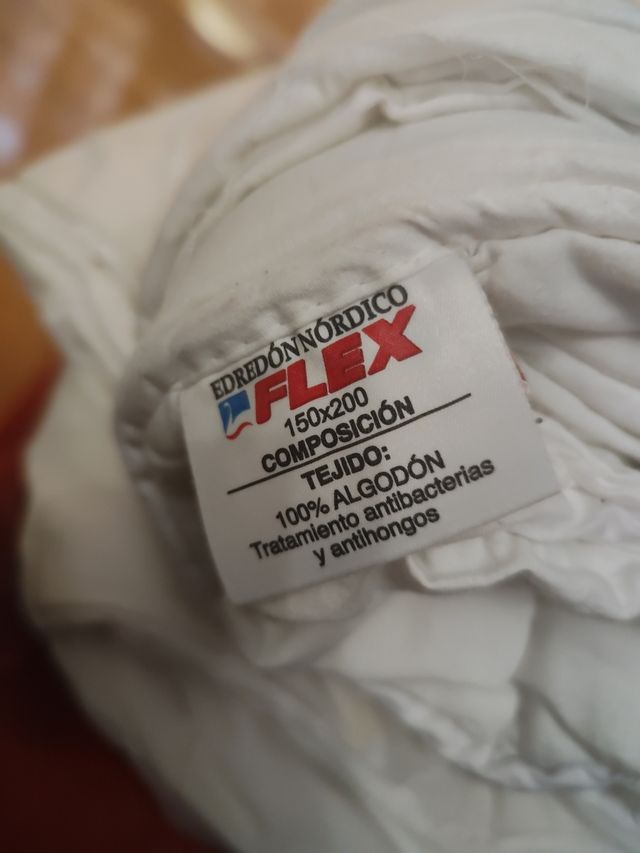 EDREDÓNNÓRDICO
FLEX
150x200
COMPOSICIÓN
TEJIDO:
100% ALGODÓN
Tratamiento antibacterias
y antihongos